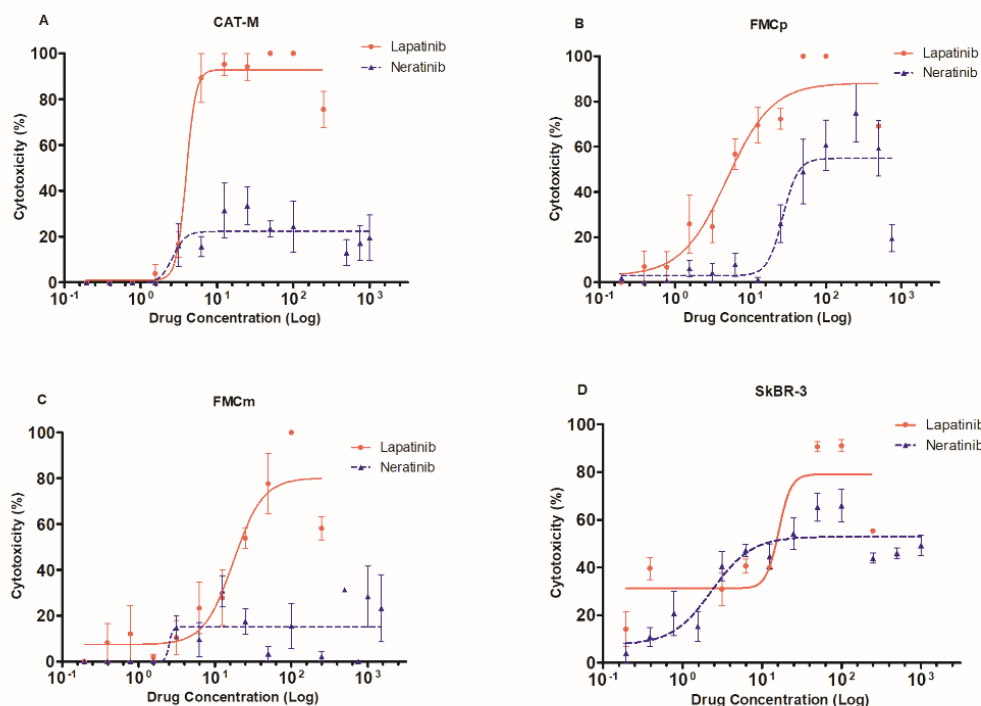 A
CAT-M
Lapatinib
Neratinib
Cytotoxicity (%)
100
80
60
40
20
0
10-1
100
101
102
103
Drug Concentration (Log)
B
FMCp
Lapatinib
Neratinib
Cytotoxicity (%)
100
80
60
40
20
0
10-1
100
101
102
103
Drug Concentration (Log)
C
FMCm
Lapatinib
Neratinib
Cytotoxicity (%)
100
80
60
40
20
0
10-1
100
101
102
103
Drug Concentration (Log)
D
SkBR-3
Lapatinib
Neratinib
Cytotoxicity (%)
100
80
60
40
20
0
10-1
100
101
102
103
Drug Concentration (Log)